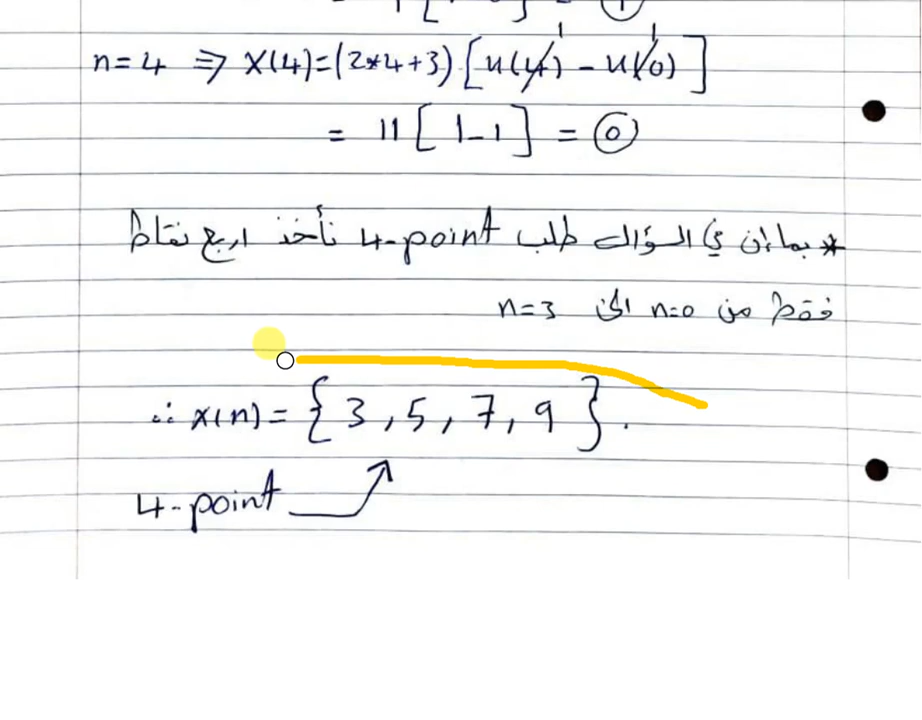 n=4 ⇒ x(4)=(2*4+3)[u(4) - u(0)]
= 11 [ 1-1 ] = 0
* بما أن في السؤال طلب 4-point نأخذ اربع نقاط
فقط من n=0 الى n=3
∴ x(n) = { 3 , 5 , 7 , 9 } .
4-point